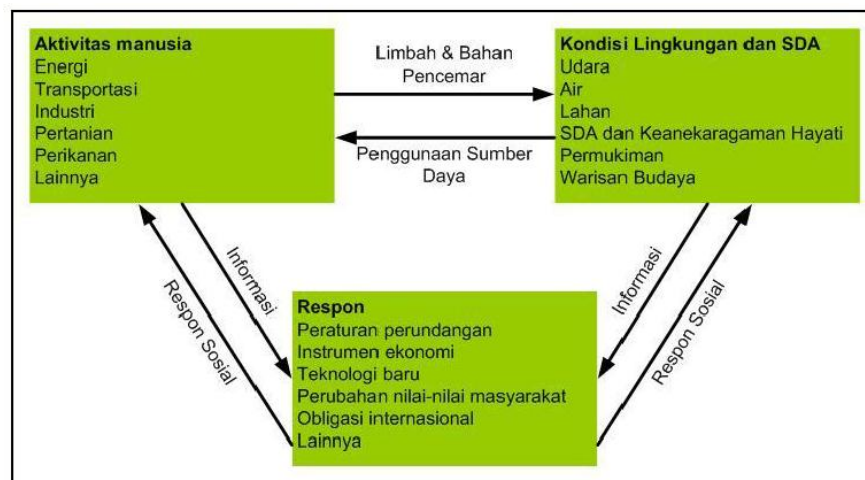 Aktivitas manusia
Energi
Transportasi
Industri
Pertanian
Perikanan
Lainnya
Limbah & Bahan
Pencemar
Penggunaan Sumber
Daya
Kondisi Lingkungan dan SDA
Udara
Air
Lahan
SDA dan Keanekaragaman Hayati
Permukiman
Warisan Budaya
Informasi
Respon Sosial
Informasi
Respon Sosial
Respon
Peraturan perundangan
Instrumen ekonomi
Teknologi baru
Perubahan nilai-nilai masyarakat
Obligasi internasional
Lainnya